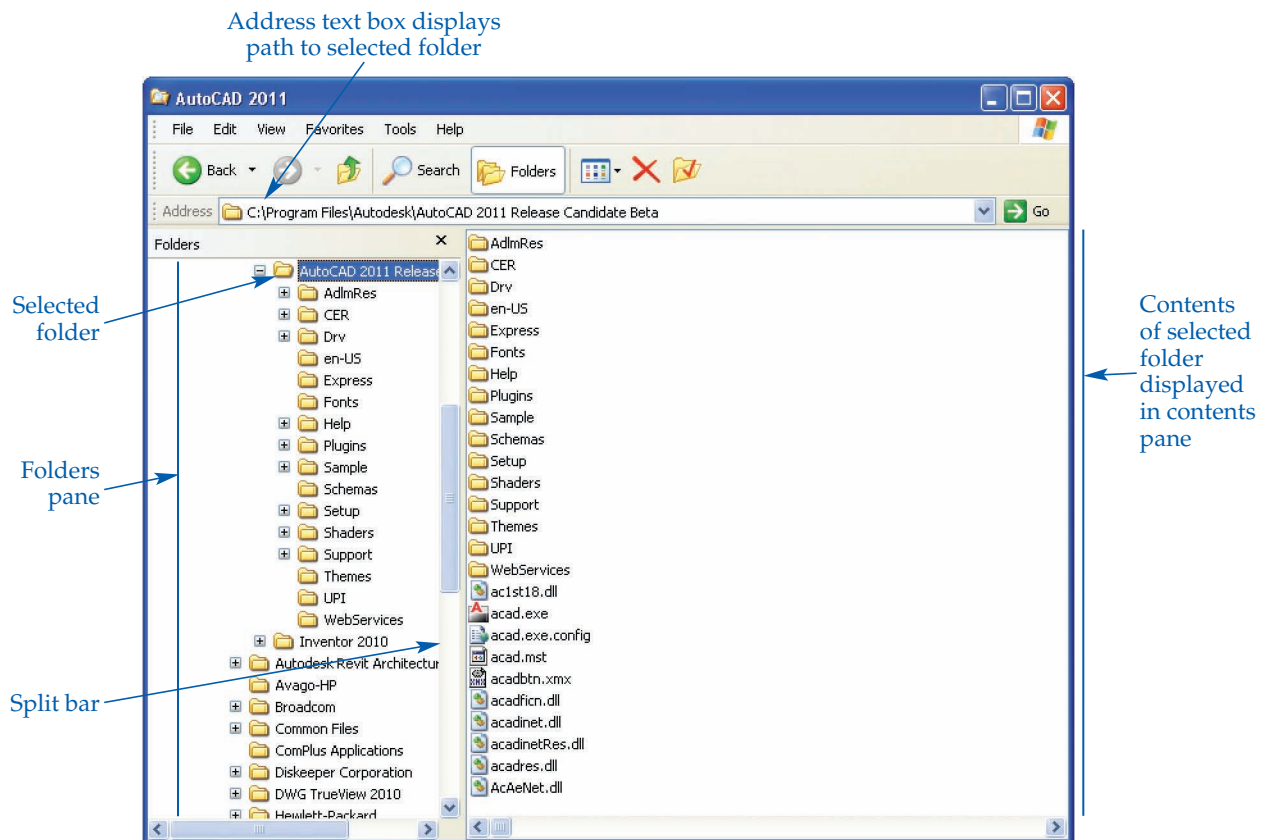 Address text box displays
path to selected folder
AutoCAD 2011
File Edit View Favorites Tools Help
Back Search Folders
Address C:\Program Files\Autodesk\AutoCAD 2011 Release Candidate Beta Go
Folders
AutoCAD 2011 Release
AdlmRes
CER
Drv
en-US
Express
Fonts
Help
Plugins
Sample
Schemas
Setup
Shaders
Support
Themes
UPI
WebServices
Inventor 2010
Autodesk Revit Architectur
Avago-HP
Broadcom
Common Files
ComPlus Applications
Diskeeper Corporation
DWG TrueView 2010
Hewlett-Packard
AdlmRes
CER
Drv
en-US
Express
Fonts
Help
Plugins
Sample
Schemas
Setup
Shaders
Support
Themes
UPI
WebServices
ac1st18.dll
acad.exe
acad.exe.config
acad.mst
acadbtn.xmx
acadficn.dll
acadinet.dll
acadinetRes.dll
acadres.dll
AcAeNet.dll
Selected
folder
Folders
pane
Split bar
Contents
of selected
folder
displayed
in contents
pane